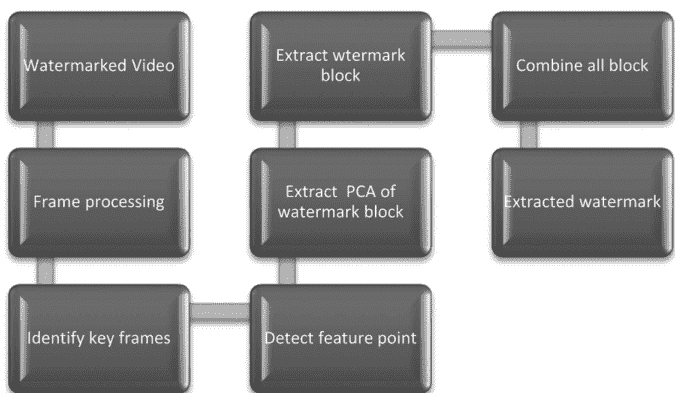 Watermarked Video
Frame processing
Identify key frames
Detect feature point
Extract PCA of
watermark block
Extract wtermark
block
Combine all block
Extracted watermark